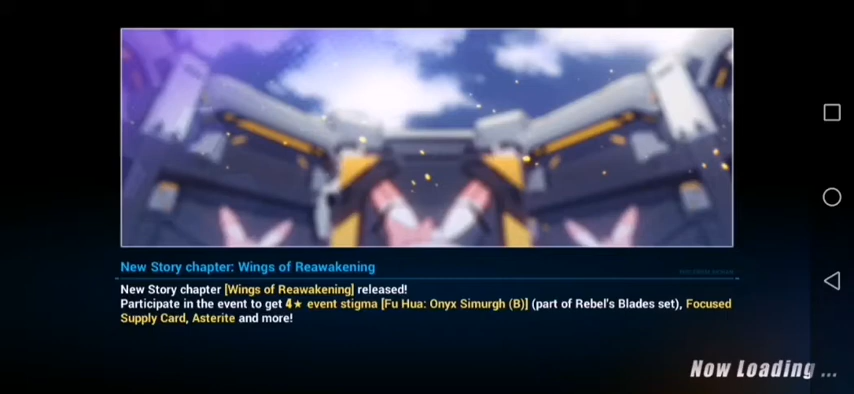 New Story chapter: Wings of Reawakening
New Story chapter [Wings of Reawakening] released!
Participate in the event to get 4★ event stigma [Fu Hua: Onyx Simurgh (B)] (part of Rebel's Blades set), Focused
Supply Card, Asterite and more!
Now Loading ...